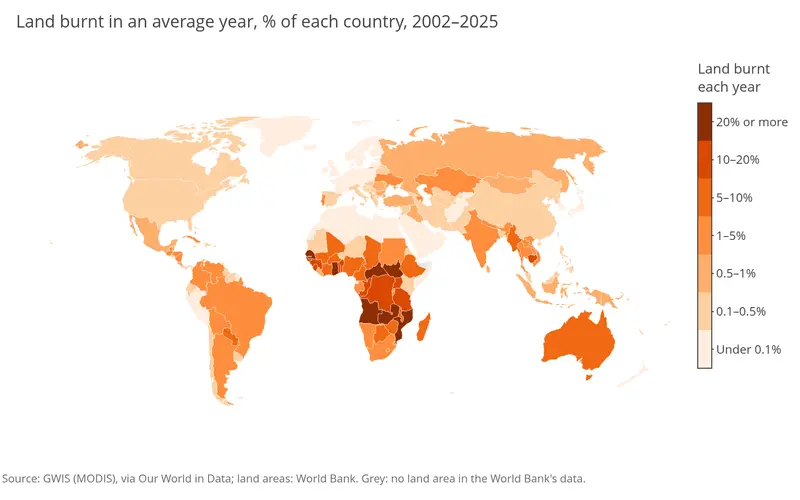 Land burnt in an average year, % of each country, 2002–2025
Land burnt
each year
20% or more
10–20%
5–10%
1–5%
0.5–1%
0.1–0.5%
Under 0.1%
Source: GWIS (MODIS), via Our World in Data; land areas: World Bank. Grey: no land area in the World Bank's data.